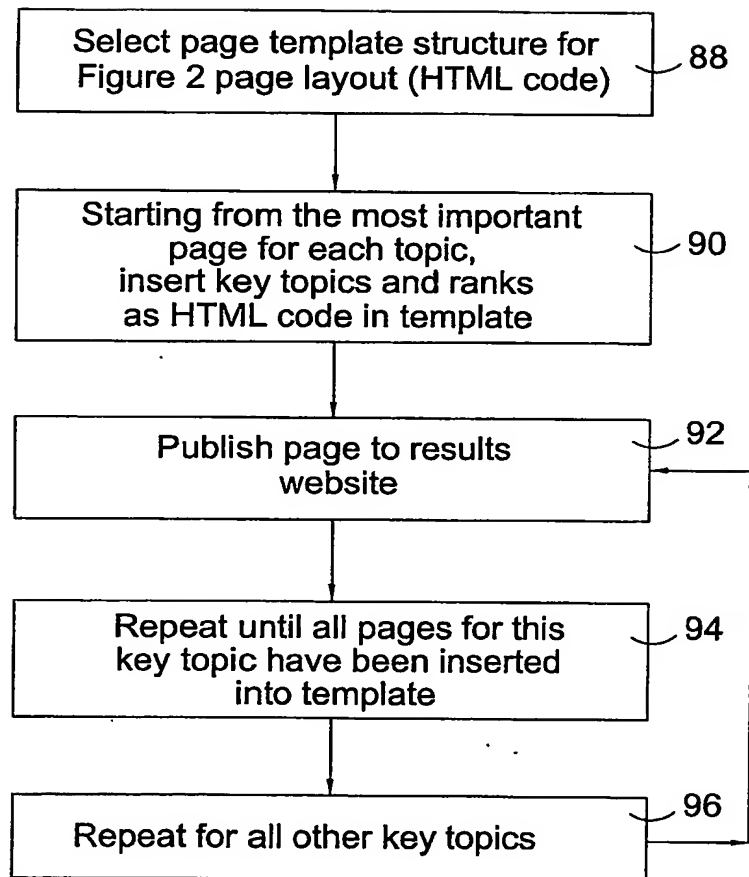 Select page template structure for
Figure 2 page layout (HTML code)
88
Starting from the most important
page for each topic,
insert key topics and ranks
as HTML code in template
90
Publish page to results
website
92
Repeat until all pages for this
key topic have been inserted
into template
94
Repeat for all other key topics
96